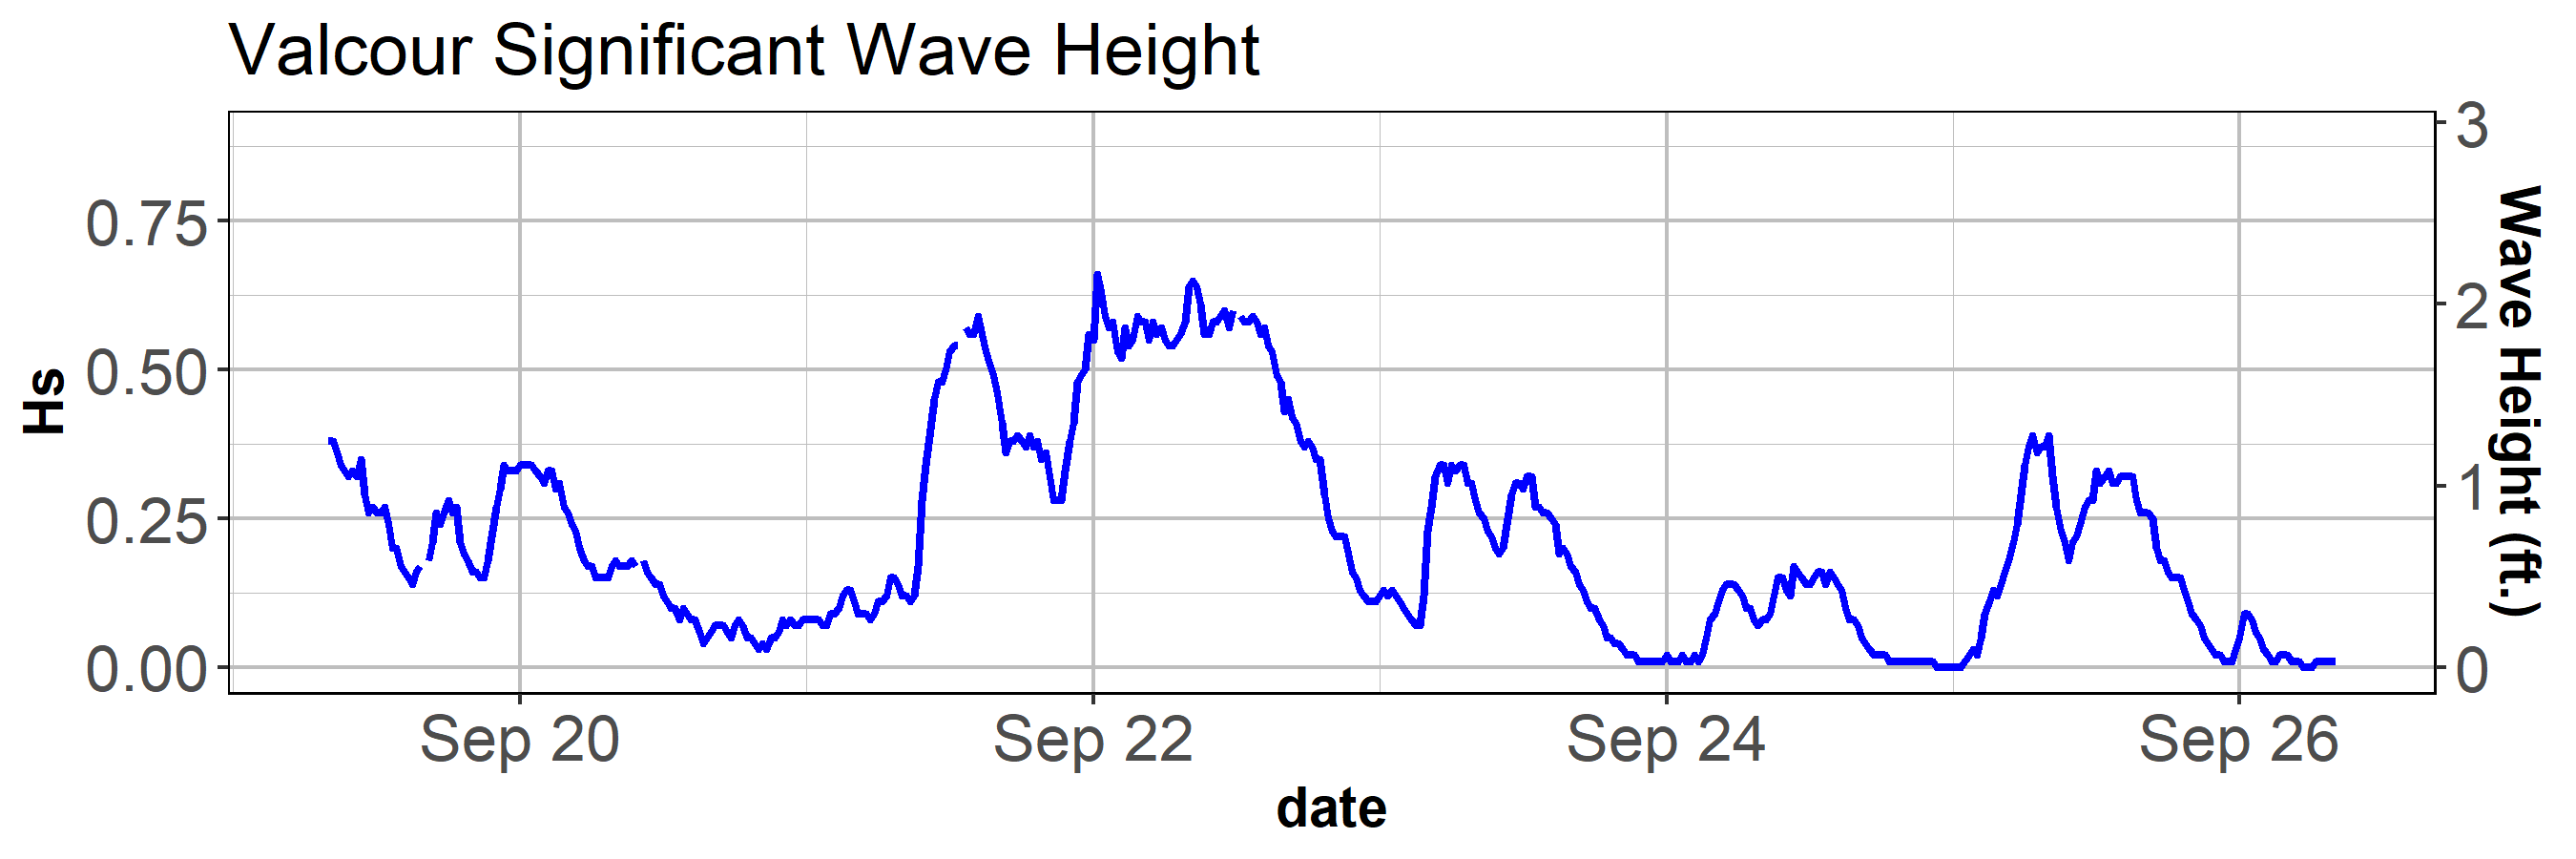 Valcour Significant Wave Height
Hs
0.75
0.50
0.25
0.00
3
2
1
0
Wave Height (ft.)
Sep 20 Sep 22 Sep 24 Sep 26
date